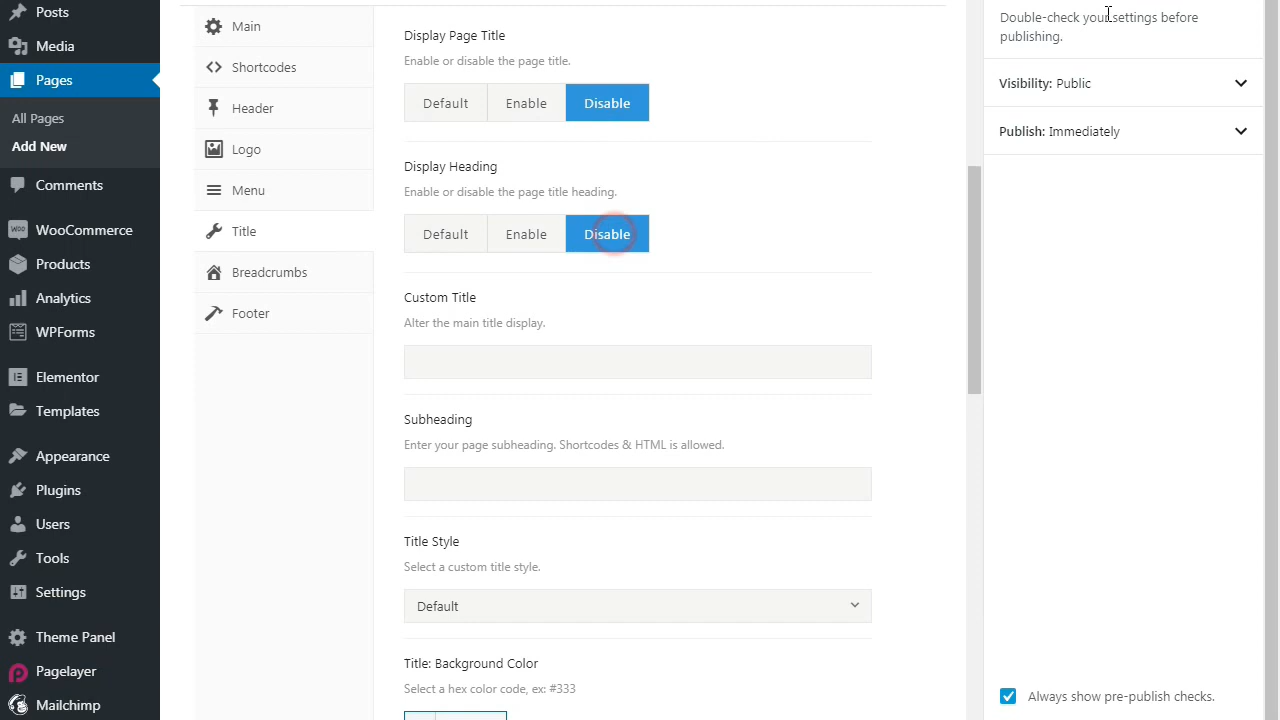 Posts
Media
Pages
All Pages
Add New
Comments
WooCommerce
Products
Analytics
WPForms
Elementor
Templates
Appearance
Plugins
Users
Tools
Settings
Theme Panel
Pagelayer
Mailchimp
Main
Shortcodes
Header
Logo
Menu
Title
Breadcrumbs
Footer
Display Page Title
Enable or disable the page title.
Default Enable Disable
Display Heading
Enable or disable the page title heading.
Default Enable Disable
Custom Title
Alter the main title display.
Subheading
Enter your page subheading. Shortcodes & HTML is allowed.
Title Style
Select a custom title style.
Default
Title: Background Color
Select a hex color code, ex: #333
Double-check your settings before
publishing.
Visibility: Public
Publish: Immediately
Always show pre-publish checks.